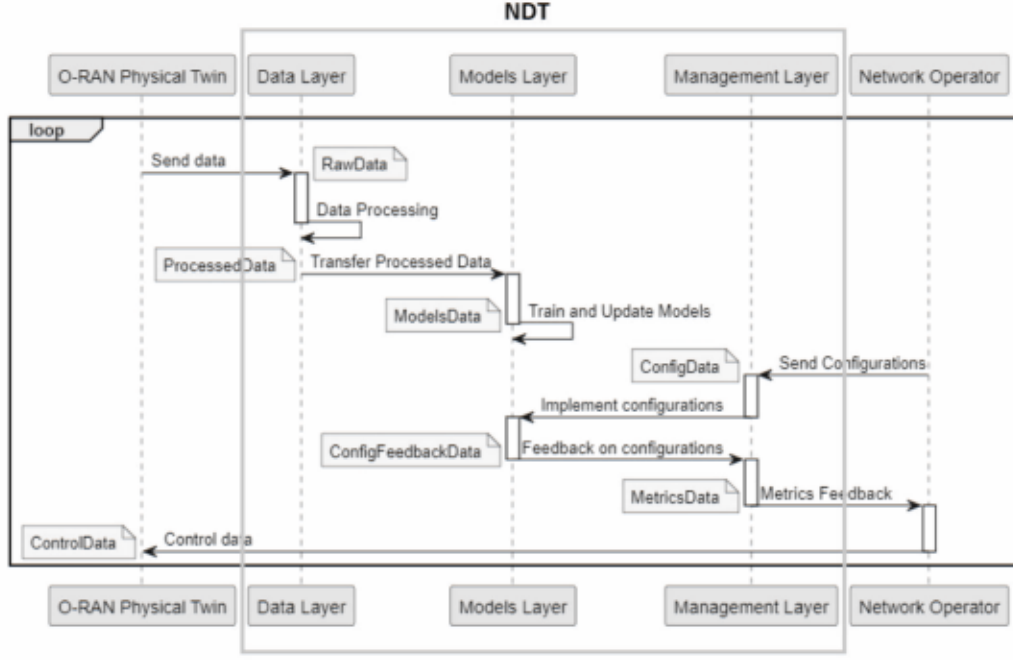 NDT
O-RAN Physical Twin
Data Layer
Models Layer
Management Layer
Network Operator
loop
Send data
RawData
Data Processing
ProcessedData
Transfer Processed Data
ModelsData
Train and Update Models
ConfigData
Send Configurations
Implement configurations
ConfigFeedbackData
Feedback on configurations
MetricsData
Metrics Feedback
ControlData
Control data
O-RAN Physical Twin
Data Layer
Models Layer
Management Layer
Network Operator